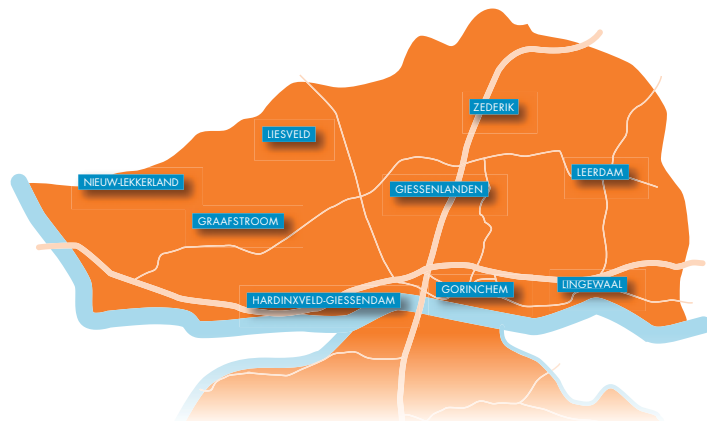 ZEDERIK
LIESVELD
LEERDAM
NIEUW-LEKKERLAND
GIESSENLANDEN
GRAAFSTROOM
LINGEWAAL
GORINCHEM
HARDINXVELD-GIESSENDAM